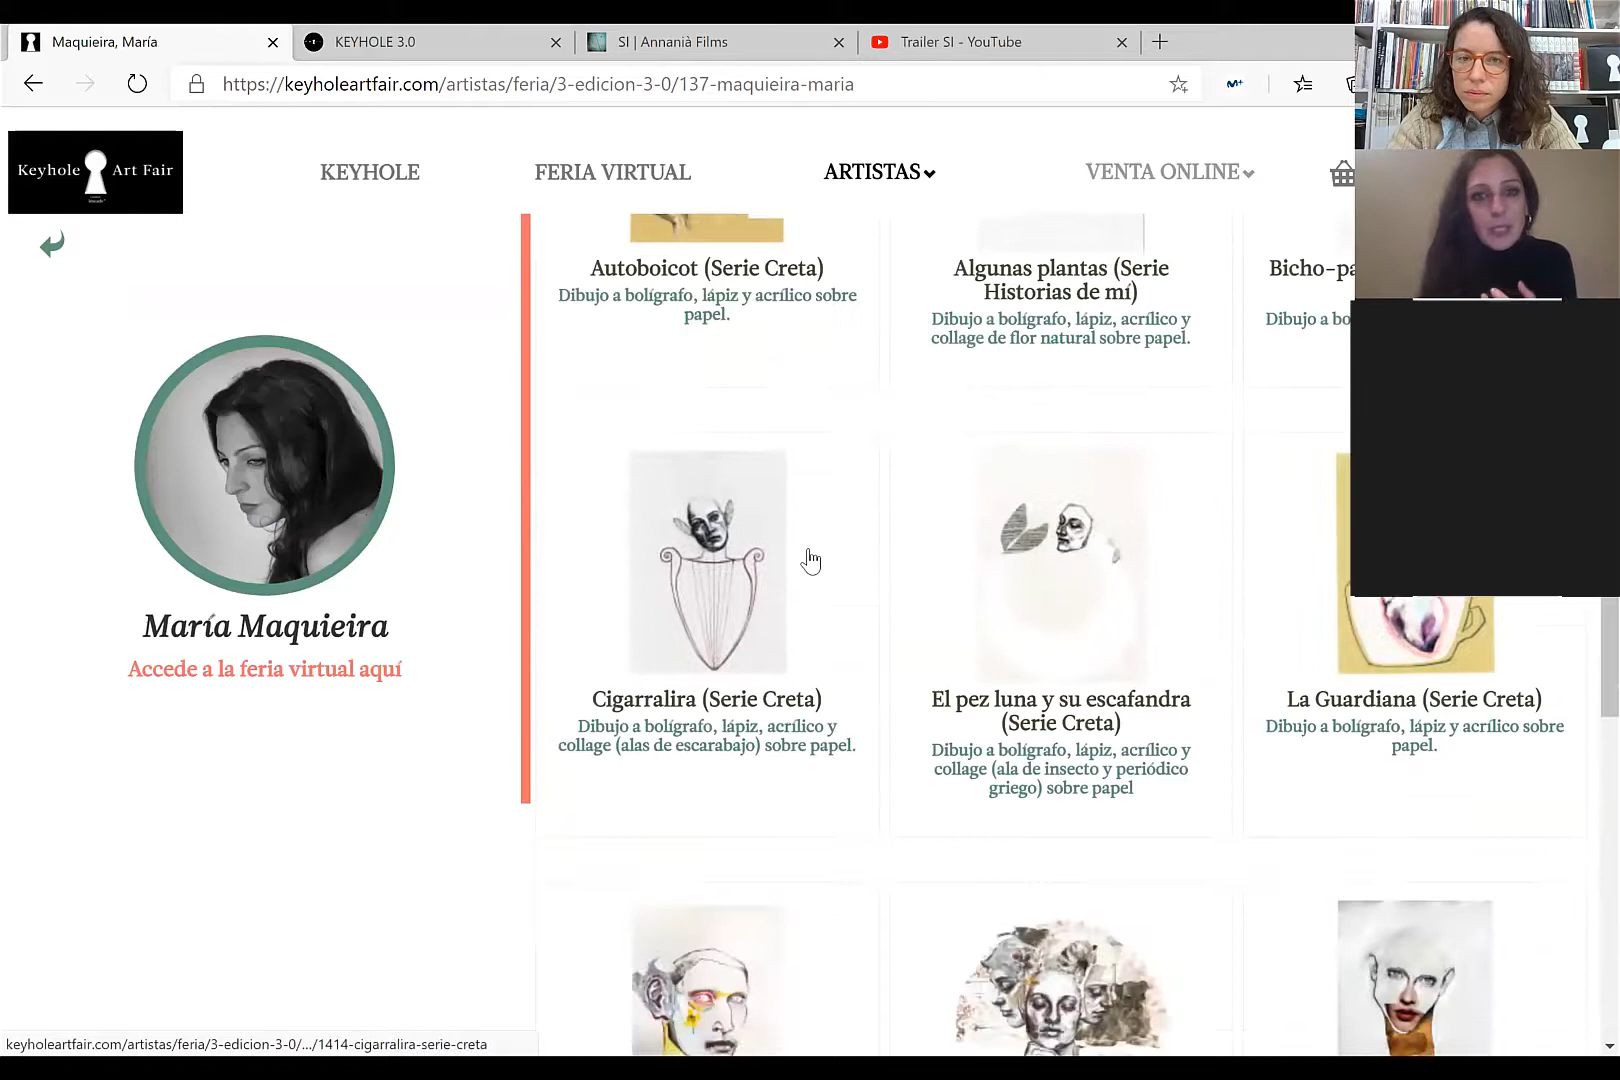 Maquieira, María
KEYHOLE 3.0
SI | Annanià Films
Trailer SI - YouTube
https://keyholeartfair.com/artistas/feria/3-edicion-3-0/137-maquieira-maria
Keyhole Art Fair
KEYHOLE
FERIA VIRTUAL
ARTISTAS
VENTA ONLINE
María Maquieira
Accede a la feria virtual aquí
Autoboicot (Serie Creta)
Dibujo a bolígrafo, lápiz y acrílico sobre
papel.
Algunas plantas (Serie
Historias de mí)
Dibujo a bolígrafo, lápiz, acrílico y
collage de flor natural sobre papel.
Bicho-pa
Dibujo a bo
Cigarralira (Serie Creta)
Dibujo a bolígrafo, lápiz, acrílico y
collage (alas de escarabajo) sobre papel.
El pez luna y su escafandra
(Serie Creta)
Dibujo a bolígrafo, lápiz, acrílico y
collage (ala de insecto y periódico
griego) sobre papel
La Guardiana (Serie Creta)
Dibujo a bolígrafo, lápiz y acrílico sobre
papel.
keyholeartfair.com/artistas/feria/3-edicion-3-0/.../1414-cigarralira-serie-creta